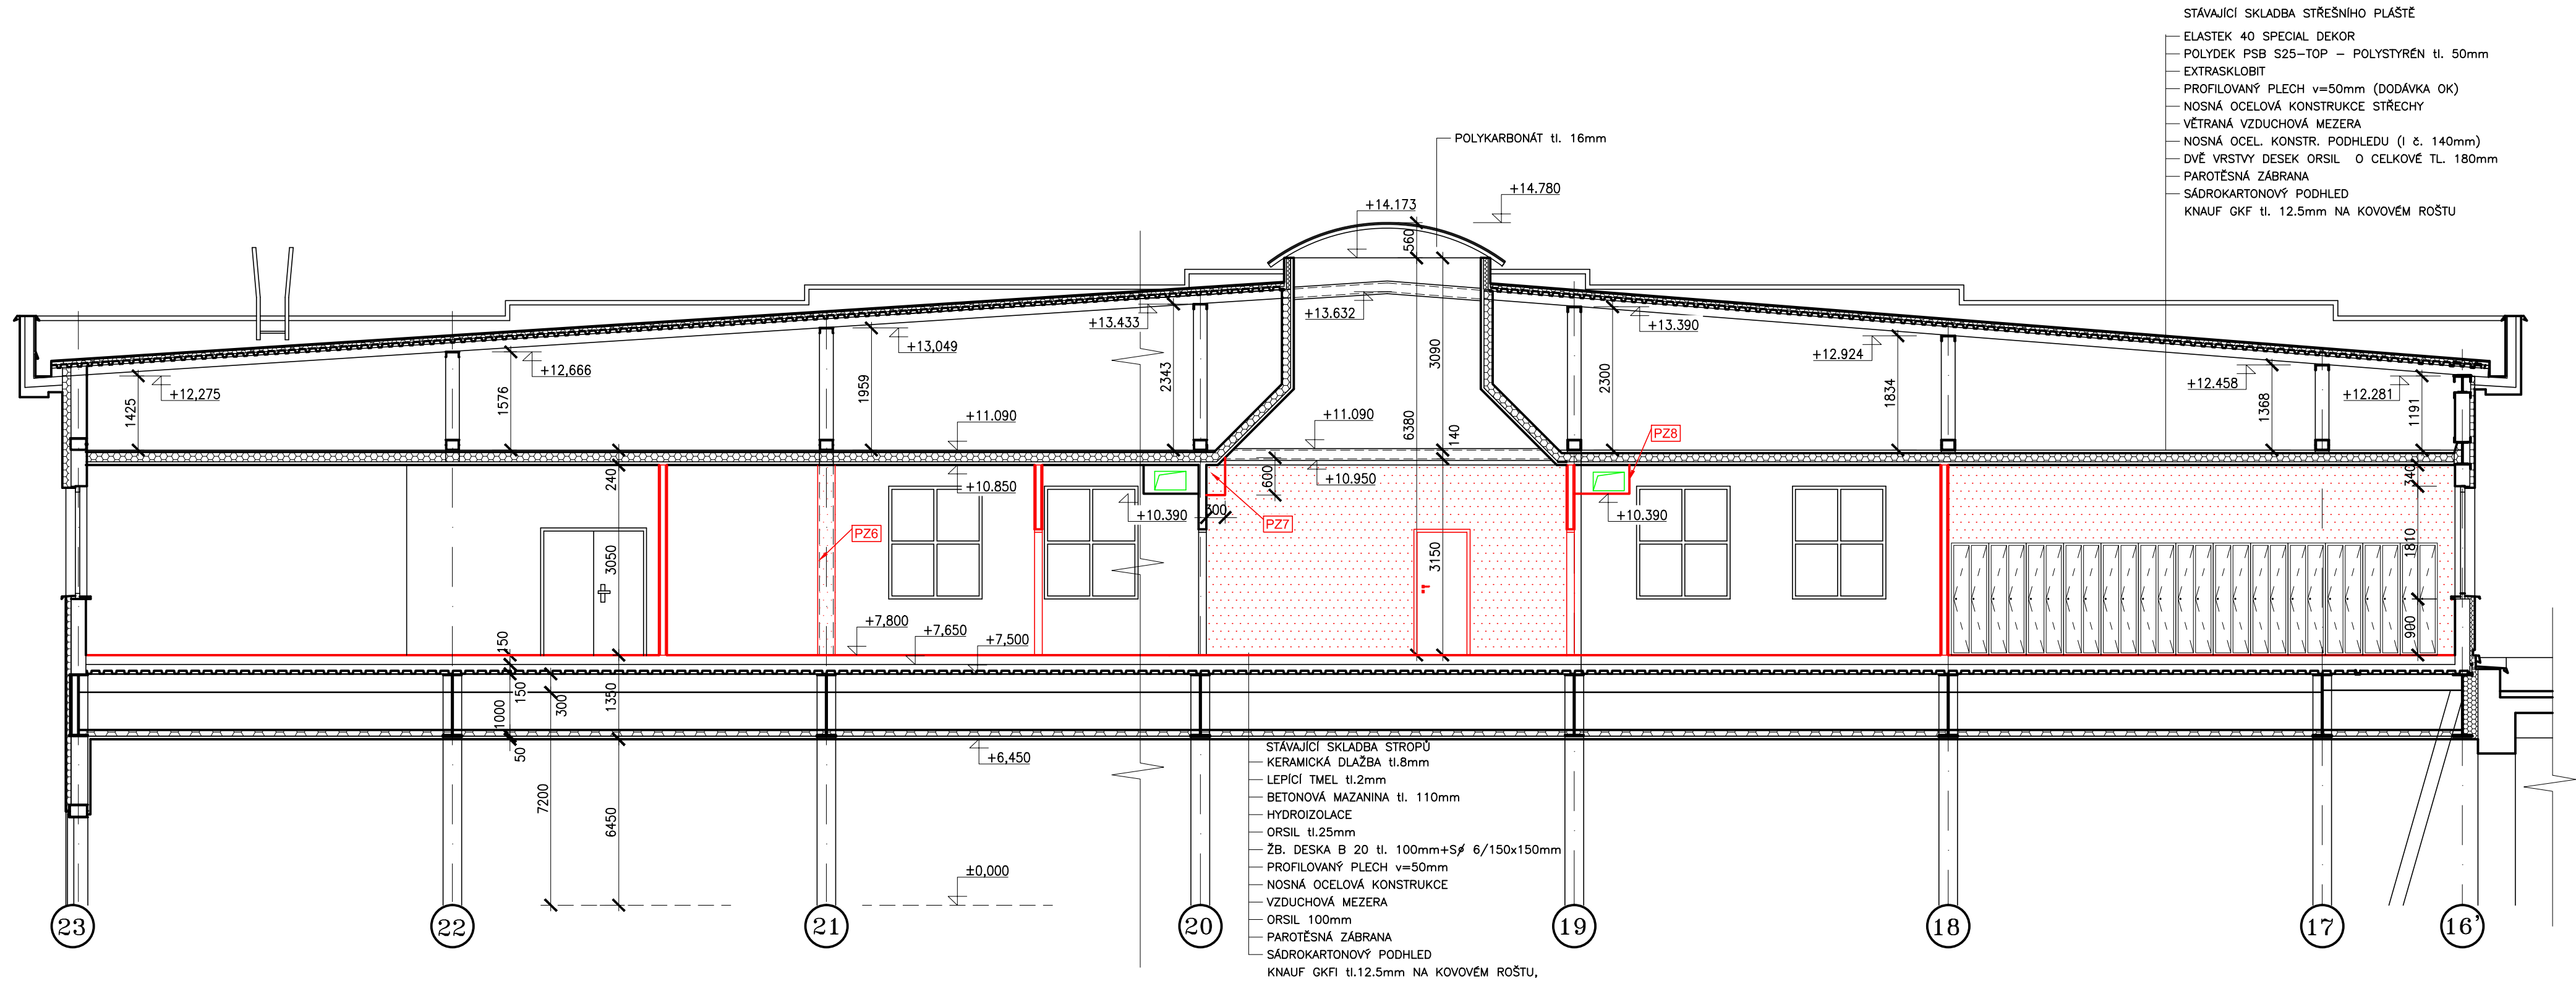 STÁVAJÍCÍ SKLADBA STŘEŠNÍHO PLÁŠTĚ
ELASTEK 40 SPECIAL DEKOR
POLYDEK PSB S25-TOP - POLYSTYRÉN tl. 50mm
EXTRASKLOBIT
PROFILOVANÝ PLECH v=50mm (DODÁVKA OK)
NOSNÁ OCELOVÁ KONSTRUKCE STŘECHY
VĚTRANÁ VZDUCHOVÁ MEZERA
NOSNÁ OCEL. KONSTR. PODHLEDU (I č. 140mm)
DVĚ VRSTVY DESEK ORSIL O CELKOVÉ TL. 180mm
PAROTĚSNÁ ZÁBRANA
SÁDROKARTONOVÝ PODHLED
KNAUF GKF tl. 12.5mm NA KOVOVÉM ROŠTU
POLYKARBONÁT tl. 16mm
+14.780
+14.173
560
+13.433
+13.632
+13.390
+13,049
+12.924
+12,666
+12.458
+12,275
+12.281
1425
1576
1959
2343
3090
2300
1834
1368
1191
+11.090
+11.090
6380
140
PZ8
240
+10.850
600
+10.950
340
+10.390
300
PZ7
+10.390
PZ6
3050
3150
1810
+7,800
+7,650
+7,500
150
900
150
300
1350
1000
50
+6,450
7200
6450
±0,000
STÁVAJÍCÍ SKLADBA STROPŮ
KERAMICKÁ DLAŽBA tl.8mm
LEPÍCÍ TMEL tl.2mm
BETONOVÁ MAZANINA tl. 110mm
HYDROIZOLACE
ORSIL tl.25mm
ŽB. DESKA B 20 tl. 100mm+Sø 6/150x150mm
PROFILOVANÝ PLECH v=50mm
NOSNÁ OCELOVÁ KONSTRUKCE
VZDUCHOVÁ MEZERA
ORSIL 100mm
PAROTĚSNÁ ZÁBRANA
SÁDROKARTONOVÝ PODHLED
KNAUF GKFI tl.12.5mm NA KOVOVÉM ROŠTU,
23
22
21
20
19
18
17
16'